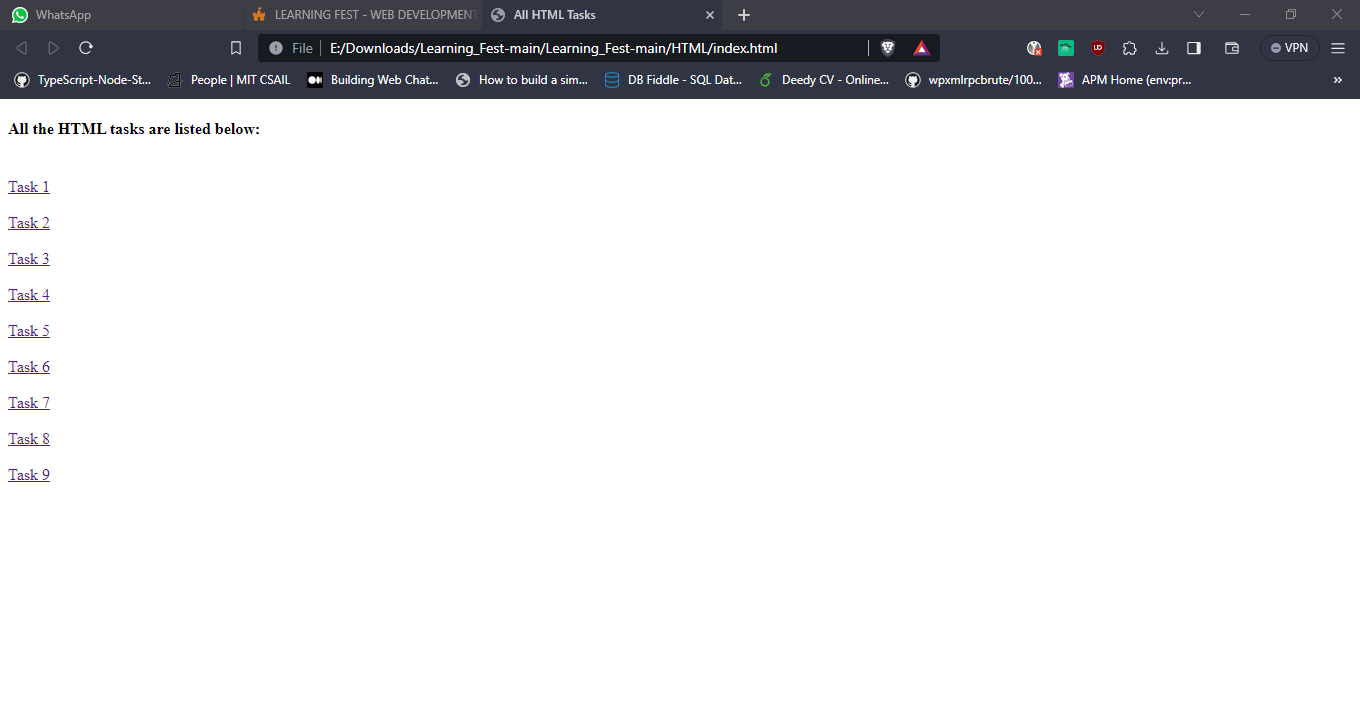 WhatsApp
LEARNING FEST - WEB DEVELOPMENT
All HTML Tasks
File
E:/Downloads/Learning_Fest-main/Learning_Fest-main/HTML/index.html
UD
VPN
TypeScript-Node-St...
People | MIT CSAIL
Building Web Chat...
How to build a sim...
DB Fiddle - SQL Dat...
Deedy CV - Online...
wpxmlrpcbrute/100...
APM Home (env:pr...
»
All the HTML tasks are listed below:
Task 1
Task 2
Task 3
Task 4
Task 5
Task 6
Task 7
Task 8
Task 9